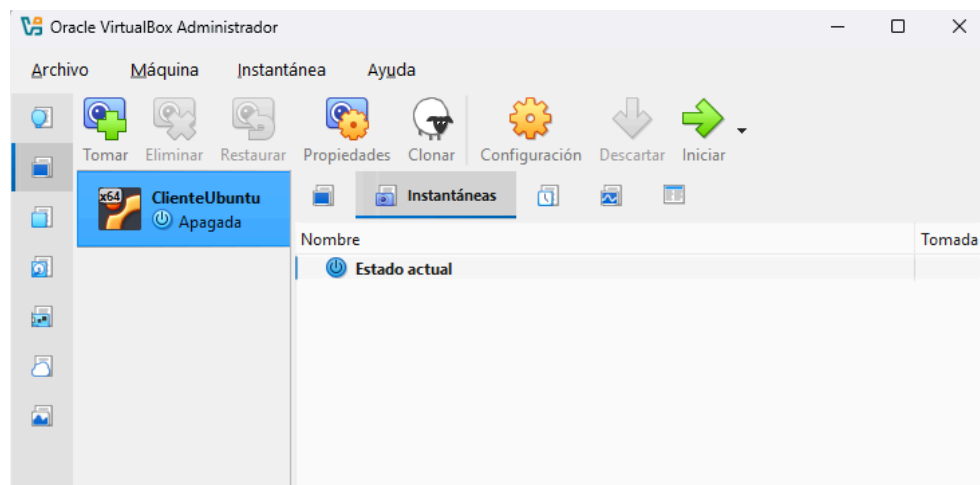 Oracle VirtualBox Administrador
Archivo Máquina Instantánea Ayuda
Tomar Eliminar Restaurar Propiedades Clonar Configuración Descartar Iniciar
x64 ClienteUbuntu
Apagada
Instantáneas
Nombre Tomada
Estado actual